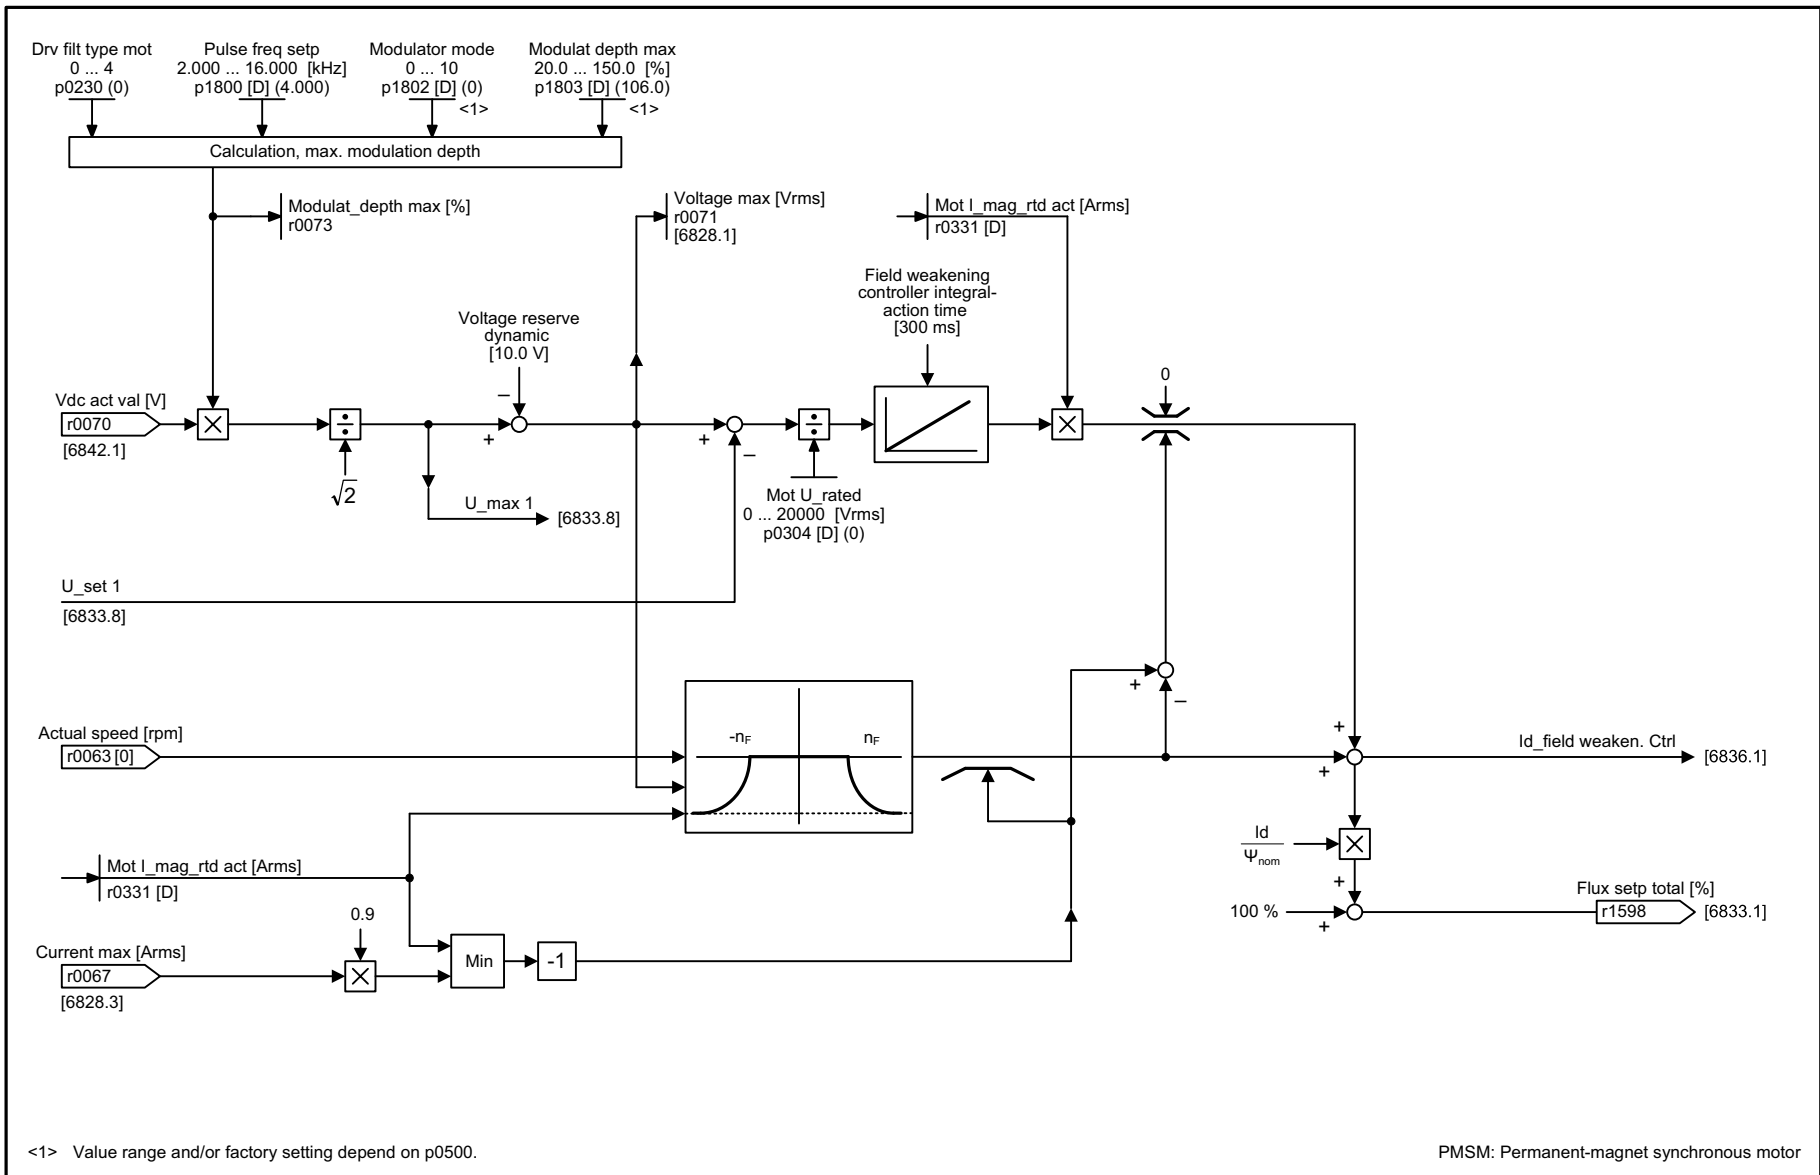 Drv filt type mot
0 ... 4
p0230 (0)
Pulse freq setp
2.000 ... 16.000 [kHz]
p1800 [D] (4.000)
Modulator mode
0 ... 10
p1802 [D] (0)
<1>
Modulat depth max
20.0 ... 150.0 [%]
p1803 [D] (106.0)
<1>
Calculation, max. modulation depth
Modulat_depth max [%]
r0073
Voltage max [Vrms]
r0071
[6828.1]
Mot I_mag_rtd act [Arms]
r0331 [D]
Field weakening
controller integral-
action time
[300 ms]
Voltage reserve
dynamic
[10.0 V]
0
Vdc act val [V]
r0070
[6842.1]
×
÷
√2
–
+
U_max 1
[6833.8]
+
–
÷
Mot U_rated
0 ... 20000 [Vrms]
p0304 [D] (0)
×
U_set 1
[6833.8]
+
–
Actual speed [rpm]
r0063 [0]
-nF
nF
+
+
Id_field weaken. Ctrl
[6836.1]
Id
Ψnom
×
Mot I_mag_rtd act [Arms]
r0331 [D]
0.9
+
100 %
+
Flux setp total [%]
r1598
[6833.1]
Current max [Arms]
r0067
[6828.3]
×
Min
-1
<1> Value range and/or factory setting depend on p0500.
PMSM: Permanent-magnet synchronous motor